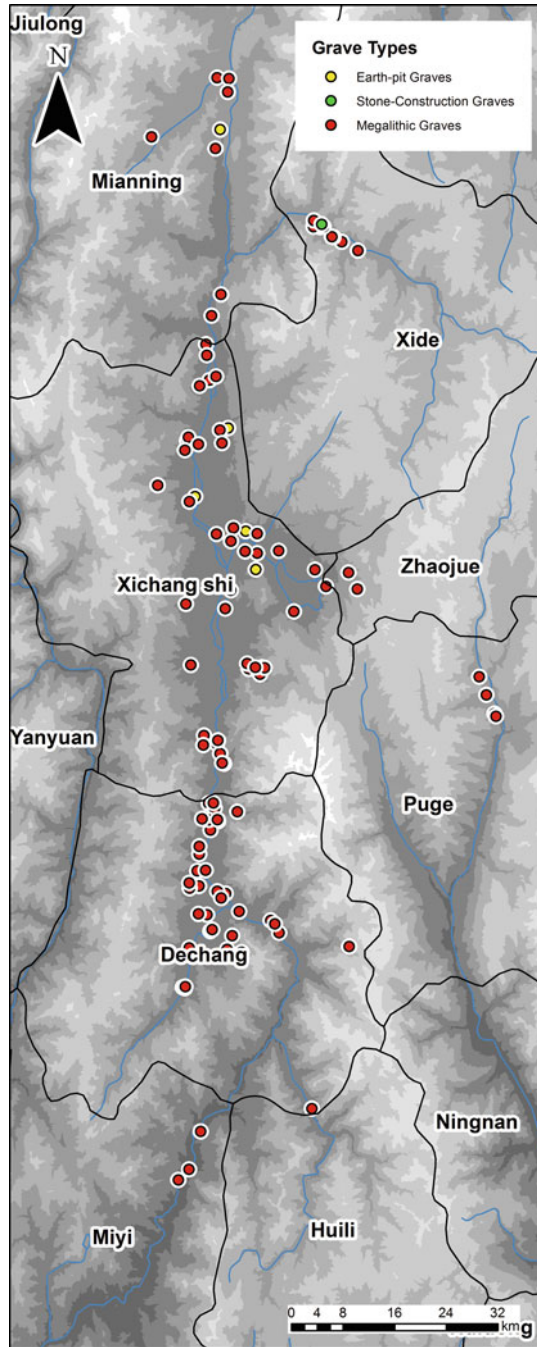 Jiulong
N
Grave Types
Earth-pit Graves
Stone-Construction Graves
Megalithic Graves
Mianning
Xide
Zhaojue
Xichang shi
Yanyuan
Puge
Dechang
Ningnan
Miyi
Huili
0 4 8 16 24 32
km